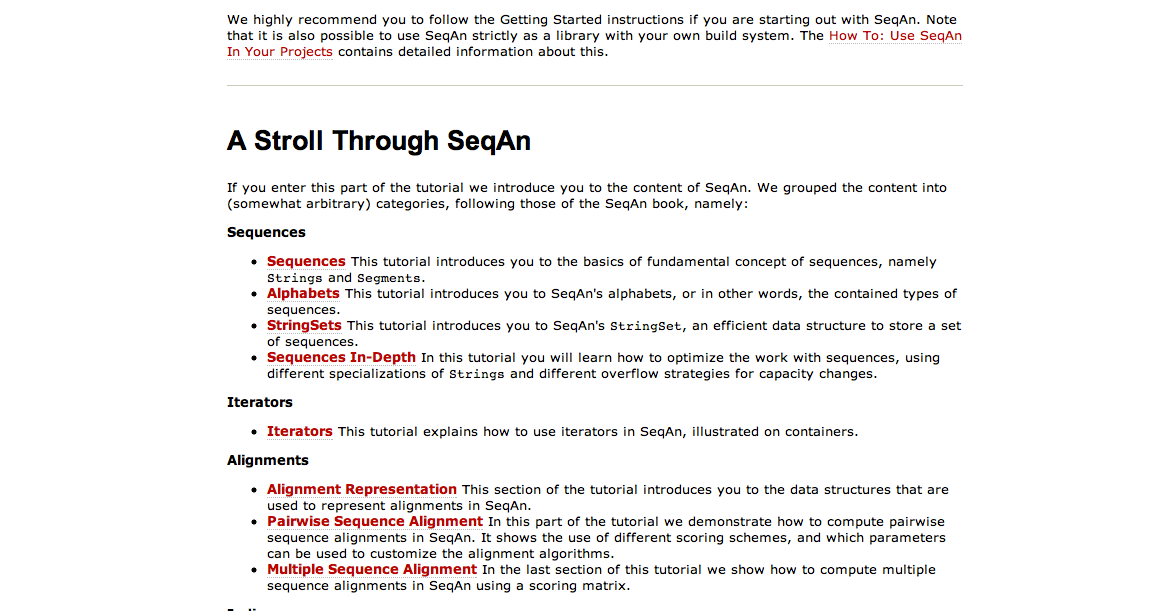 We highly recommend you to follow the Getting Started instructions if you are starting out with SeqAn. Note
that it is also possible to use SeqAn strictly as a library with your own build system. The How To: Use SeqAn
In Your Projects contains detailed information about this.
A Stroll Through SeqAn
If you enter this part of the tutorial we introduce you to the content of SeqAn. We grouped the content into
(somewhat arbitrary) categories, following those of the SeqAn book, namely:
Sequences
• Sequences This tutorial introduces you to the basics of fundamental concept of sequences, namely
Strings and Segments.
• Alphabets This tutorial introduces you to SeqAn's alphabets, or in other words, the contained types of
sequences.
• StringSets This tutorial introduces you to SeqAn's StringSet, an efficient data structure to store a set
of sequences.
• Sequences In-Depth In this tutorial you will learn how to optimize the work with sequences, using
different specializations of Strings and different overflow strategies for capacity changes.
Iterators
• Iterators This tutorial explains how to use iterators in SeqAn, illustrated on containers.
Alignments
• Alignment Representation This section of the tutorial introduces you to the data structures that are
used to represent alignments in SeqAn.
• Pairwise Sequence Alignment In this part of the tutorial we demonstrate how to compute pairwise
sequence alignments in SeqAn. It shows the use of different scoring schemes, and which parameters
can be used to customize the alignment algorithms.
• Multiple Sequence Alignment In the last section of this tutorial we show how to compute multiple
sequence alignments in SeqAn using a scoring matrix.